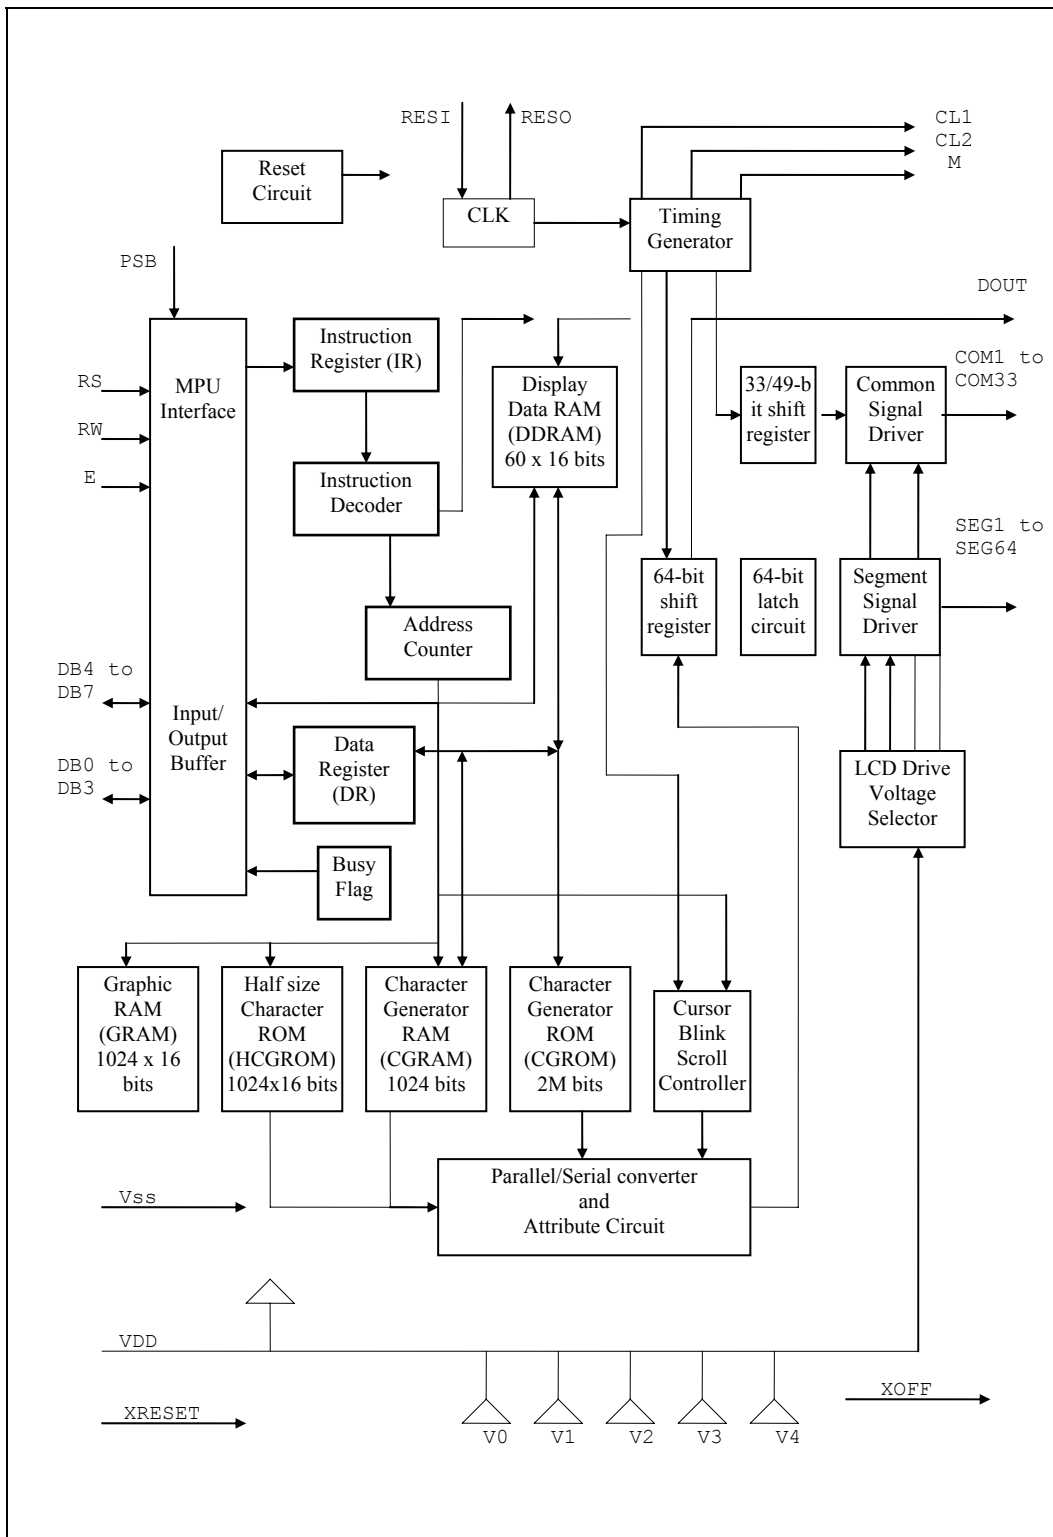 RESI
RESO
CL1
CL2
M
Reset
Circuit
CLK
Timing
Generator
PSB
DOUT
MPU
Interface
RS
RW
E
Instruction
Register (IR)
Display
Data RAM
(DDRAM)
60 x 16 bits
33/49-b
it shift
register
Common
Signal
Driver
COM1 to
COM33
Instruction
Decoder
SEG1 to
SEG64
64-bit
shift
register
64-bit
latch
circuit
Segment
Signal
Driver
Address
Counter
DB4 to
DB7
Input/
Output
Buffer
Data
Register
(DR)
DB0 to
DB3
LCD Drive
Voltage
Selector
Busy
Flag
Graphic
RAM
(GRAM)
1024 x 16
bits
Half size
Character
ROM
(HCGROM)
1024x16 bits
Character
Generator
RAM
(CGRAM)
1024 bits
Character
Generator
ROM
(CGROM)
2M bits
Cursor
Blink
Scroll
Controller
Parallel/Serial converter
and
Attribute Circuit
Vss
VDD
XRESET
V0
V1
V2
V3
V4
XOFF